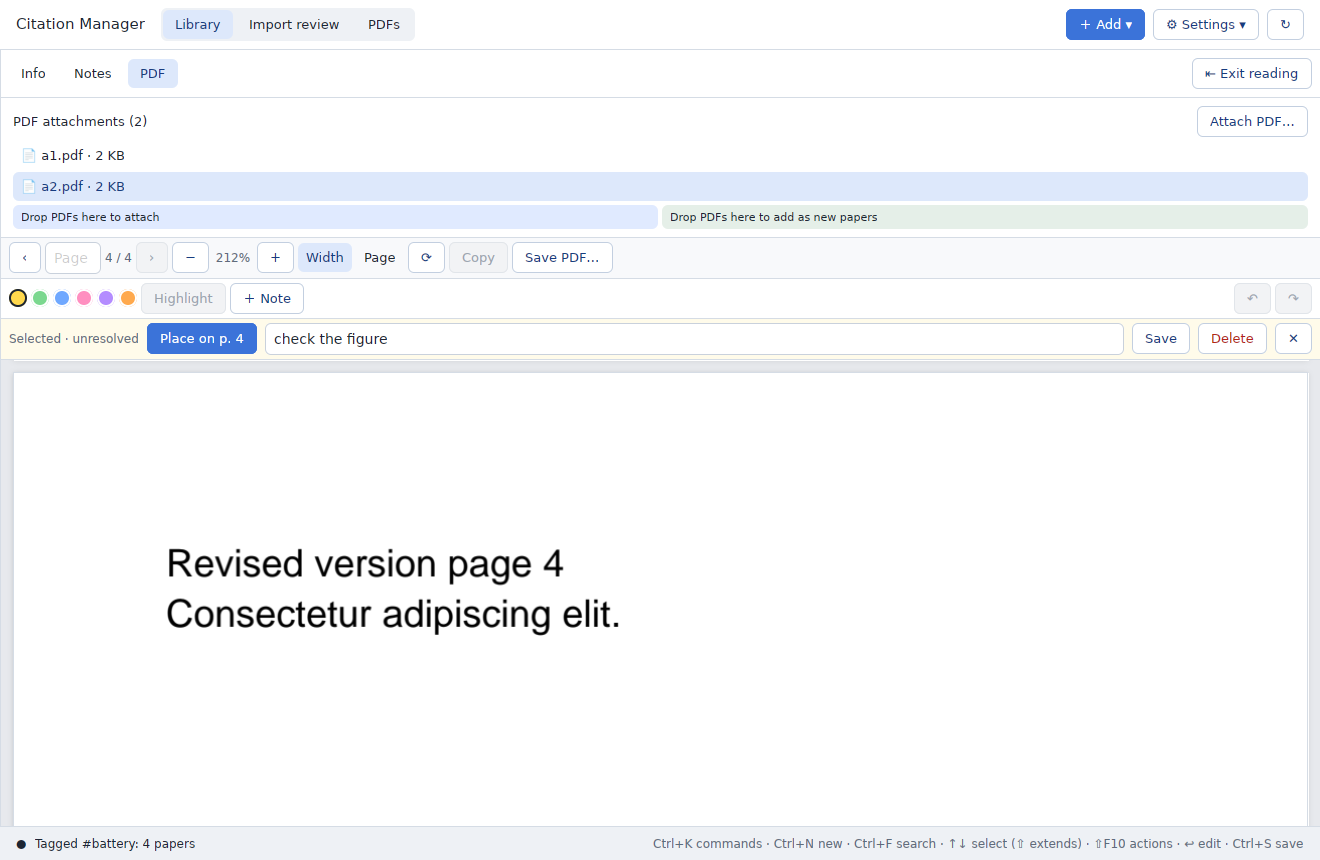 Citation Manager Library Import review PDFs + Add ▾ ⚙ Settings ▾ ↻
Info Notes PDF ⇤ Exit reading
PDF attachments (2) Attach PDF…
a1.pdf · 2 KB
a2.pdf · 2 KB
Drop PDFs here to attach Drop PDFs here to add as new papers
‹ Page 4 / 4 › − 212% + Width Page ⟳ Copy Save PDF…
Highlight + Note ↶ ↷
Selected · unresolved Place on p. 4 check the figure Save Delete ✕
Revised version page 4
Consectetur adipiscing elit.
● Tagged #battery: 4 papers Ctrl+K commands · Ctrl+N new · Ctrl+F search · ↑↓ select (⇧ extends) · ⇧F10 actions · ↩ edit · Ctrl+S save